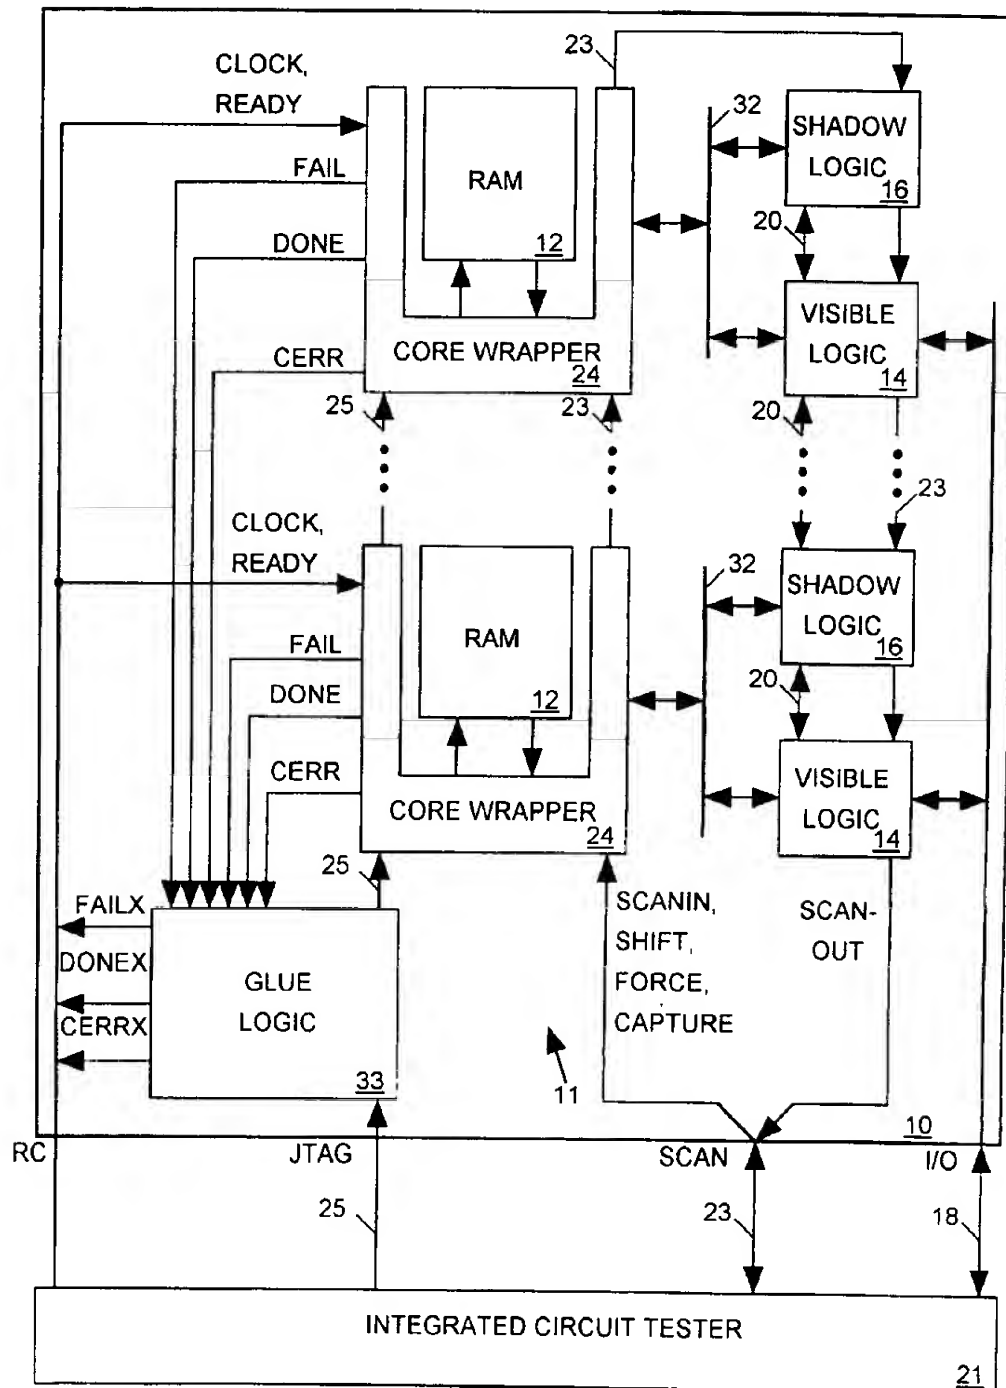 23
CLOCK,
READY
32
SHADOW
LOGIC
16
FAIL
RAM
12
20
DONE
VISIBLE
LOGIC
14
CORE WRAPPER
24
CERR
25
23
20
23
CLOCK,
READY
32
SHADOW
LOGIC
16
FAIL
RAM
12
20
DONE
VISIBLE
LOGIC
14
CERR
CORE WRAPPER
24
25
FAILX
DONEX
CERRX
GLUE
LOGIC
33
SCANIN,
SHIFT,
FORCE,
CAPTURE
SCAN-
OUT
11
10
RC
JTAG
SCAN
I/O
25
23
18
INTEGRATED CIRCUIT TESTER
21